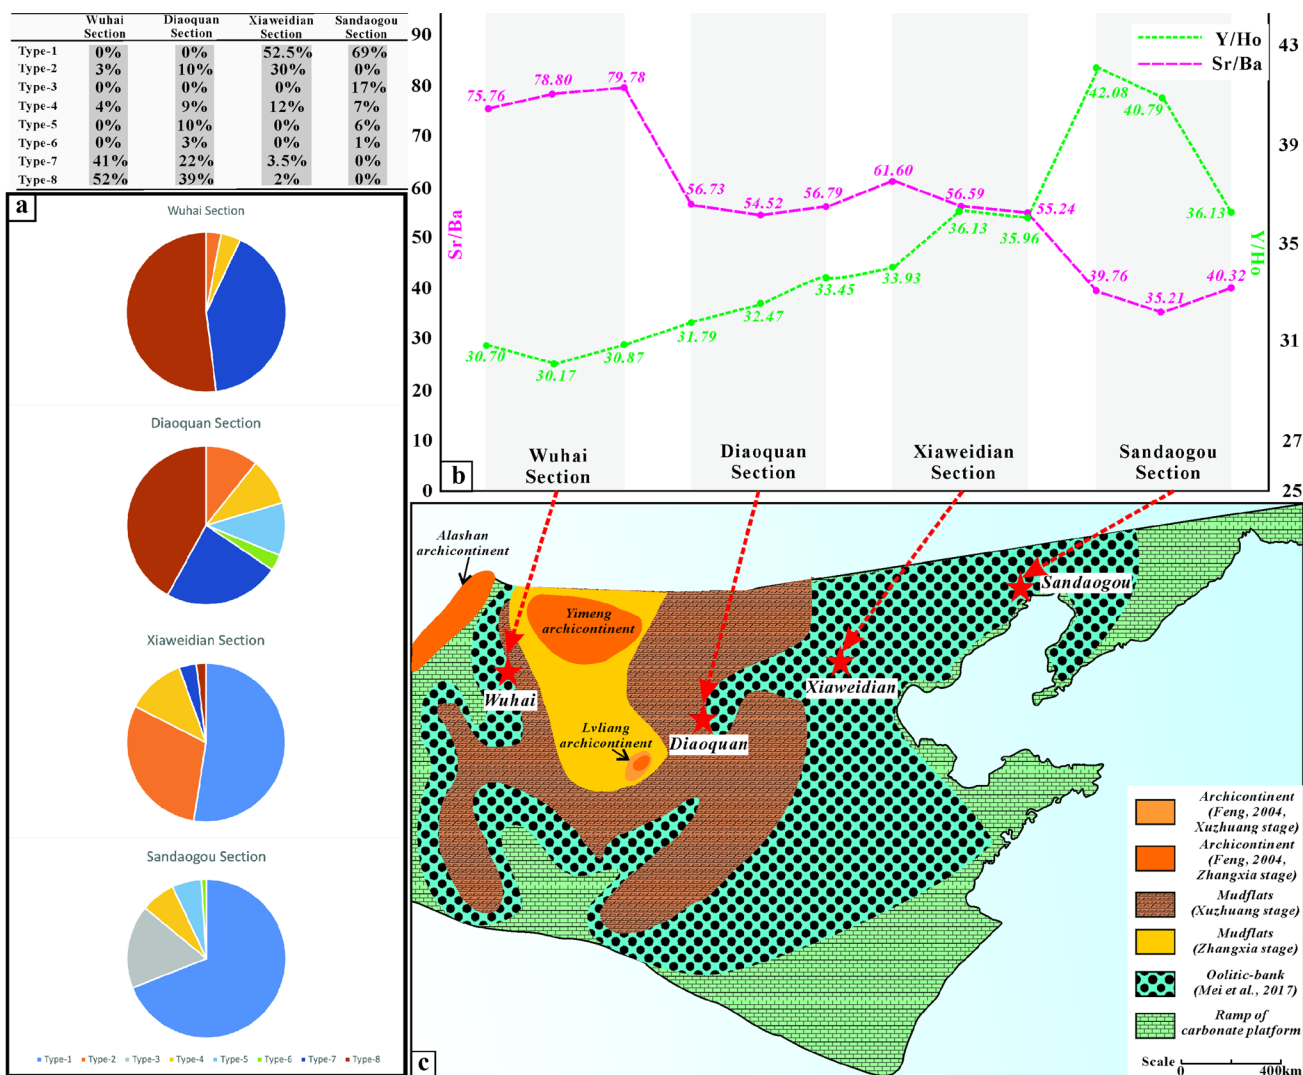 Wuhai Section Diaoquan Section Xiaweidian Section Sandaogou Section
Type-1 0% 0% 52.5% 69%
Type-2 3% 10% 30% 0%
Type-3 0% 0% 0% 17%
Type-4 4% 9% 12% 7%
Type-5 0% 10% 0% 6%
Type-6 0% 3% 0% 1%
Type-7 41% 22% 3.5% 0%
Type-8 52% 39% 2% 0%
a
Wuhai Section
Diaoquan Section
Xiaweidian Section
Sandaogou Section
Type-1 Type-2 Type-3 Type-4 Type-5 Type-6 Type-7 Type-8
90
80
70
60
50
40
30
20
10
0
Sr/Ba
Y/Ho
Sr/Ba
43
39
35
31
27
25
Y/Ho
75.76 78.80 79.78
56.73 54.52 56.79
61.60 56.59 55.24
39.76 35.21 40.32
30.70 30.17 30.87
31.79 32.47 33.45
33.93 36.13 35.96
42.08 40.79 36.13
Wuhai
Section
Diaoquan
Section
Xiaweidian
Section
Sandaogou
Section
b
Alashan
archicontinent
Yimeng
archicontinent
Lvliang
archicontinent
Wuhai
Diaoquan
Xiaweidian
Sandaogou
Archicontinent
(Feng, 2004,
Xuzhuang stage)
Archicontinent
(Feng, 2004,
Zhangxia stage)
Mudflats
(Xuzhuang stage)
Mudflats
(Zhangxia stage)
Oolitic-bank
(Mei et al., 2017)
Ramp of
carbonate platform
Scale
0 400km
c